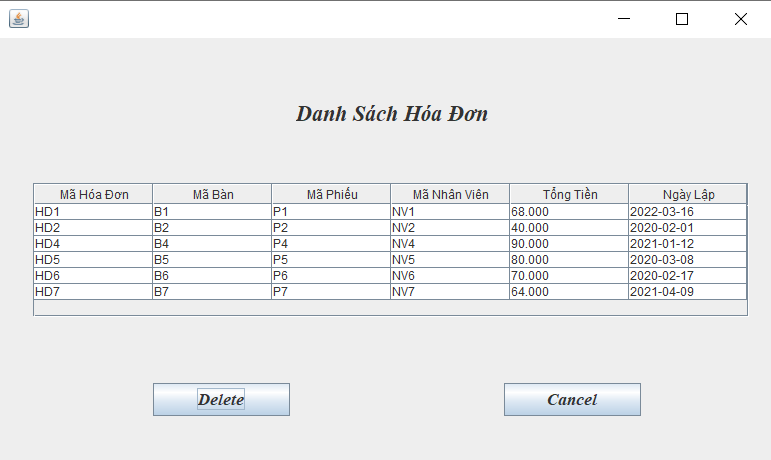 Danh Sách Hóa Đơn
Mã Hóa Đơn Mã Bàn Mã Phiếu Mã Nhân Viên Tổng Tiền Ngày Lập
HD1 B1 P1 NV1 68.000 2022-03-16
HD2 B2 P2 NV2 40.000 2020-02-01
HD4 B4 P4 NV4 90.000 2021-01-12
HD5 B5 P5 NV5 80.000 2020-03-08
HD6 B6 P6 NV6 70.000 2020-02-17
HD7 B7 P7 NV7 64.000 2021-04-09
Delete Cancel